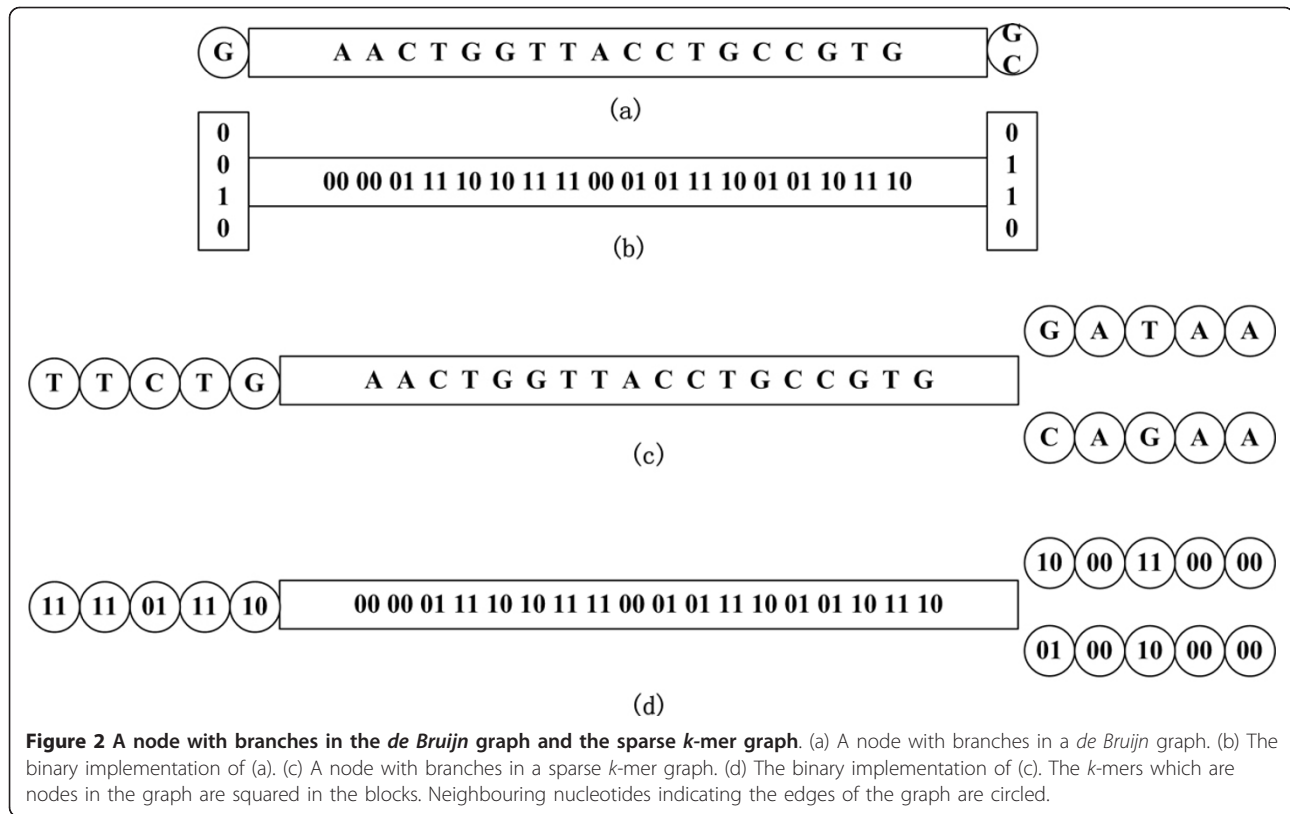 G A A C T G G T T A C C T G C C G T G G
C
(a)
0 0
0 00 00 01 11 10 10 11 11 00 01 01 11 10 01 01 10 11 10 1
1 1
0 0
(b)
G A T A A
T T C T G A A C T G G T T A C C T G C C G T G
C A G A A
(c)
10 00 11 00 00
11 11 01 11 10 00 00 01 11 10 10 11 11 00 01 01 11 10 01 01 10 11 10
01 00 10 00 00
(d)
Figure 2 A node with branches in the de Bruijn graph and the sparse k-mer graph. (a) A node with branches in a de Bruijn graph. (b) The
binary implementation of (a). (c) A node with branches in a sparse k-mer graph. (d) The binary implementation of (c). The k-mers which are
nodes in the graph are squared in the blocks. Neighbouring nucleotides indicating the edges of the graph are circled.